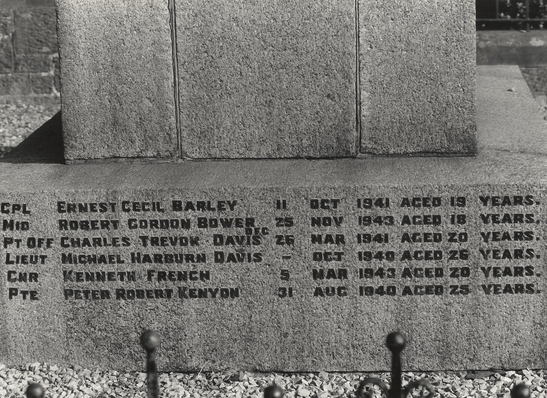 CPL ERNEST CECIL BARLEY 11 OCT 1941 AGED 19 YEARS.
MID ROBERT GORDON BOWER 25 NOV 1943 AGED 18 YEARS.
PT OFF CHARLES TREVOR DAVIS DEC 26 MAR 1941 AGED 20 YEARS.
LIEUT MICHAEL HARBURN DAVIS – OCT 1940 AGED 26 YEARS.
GNR KENNETH FRENCH 5 MAR 1943 AGED 20 YEARS.
PTE PETER ROBERT KENYON 31 AUG 1940 AGED 25 YEARS.